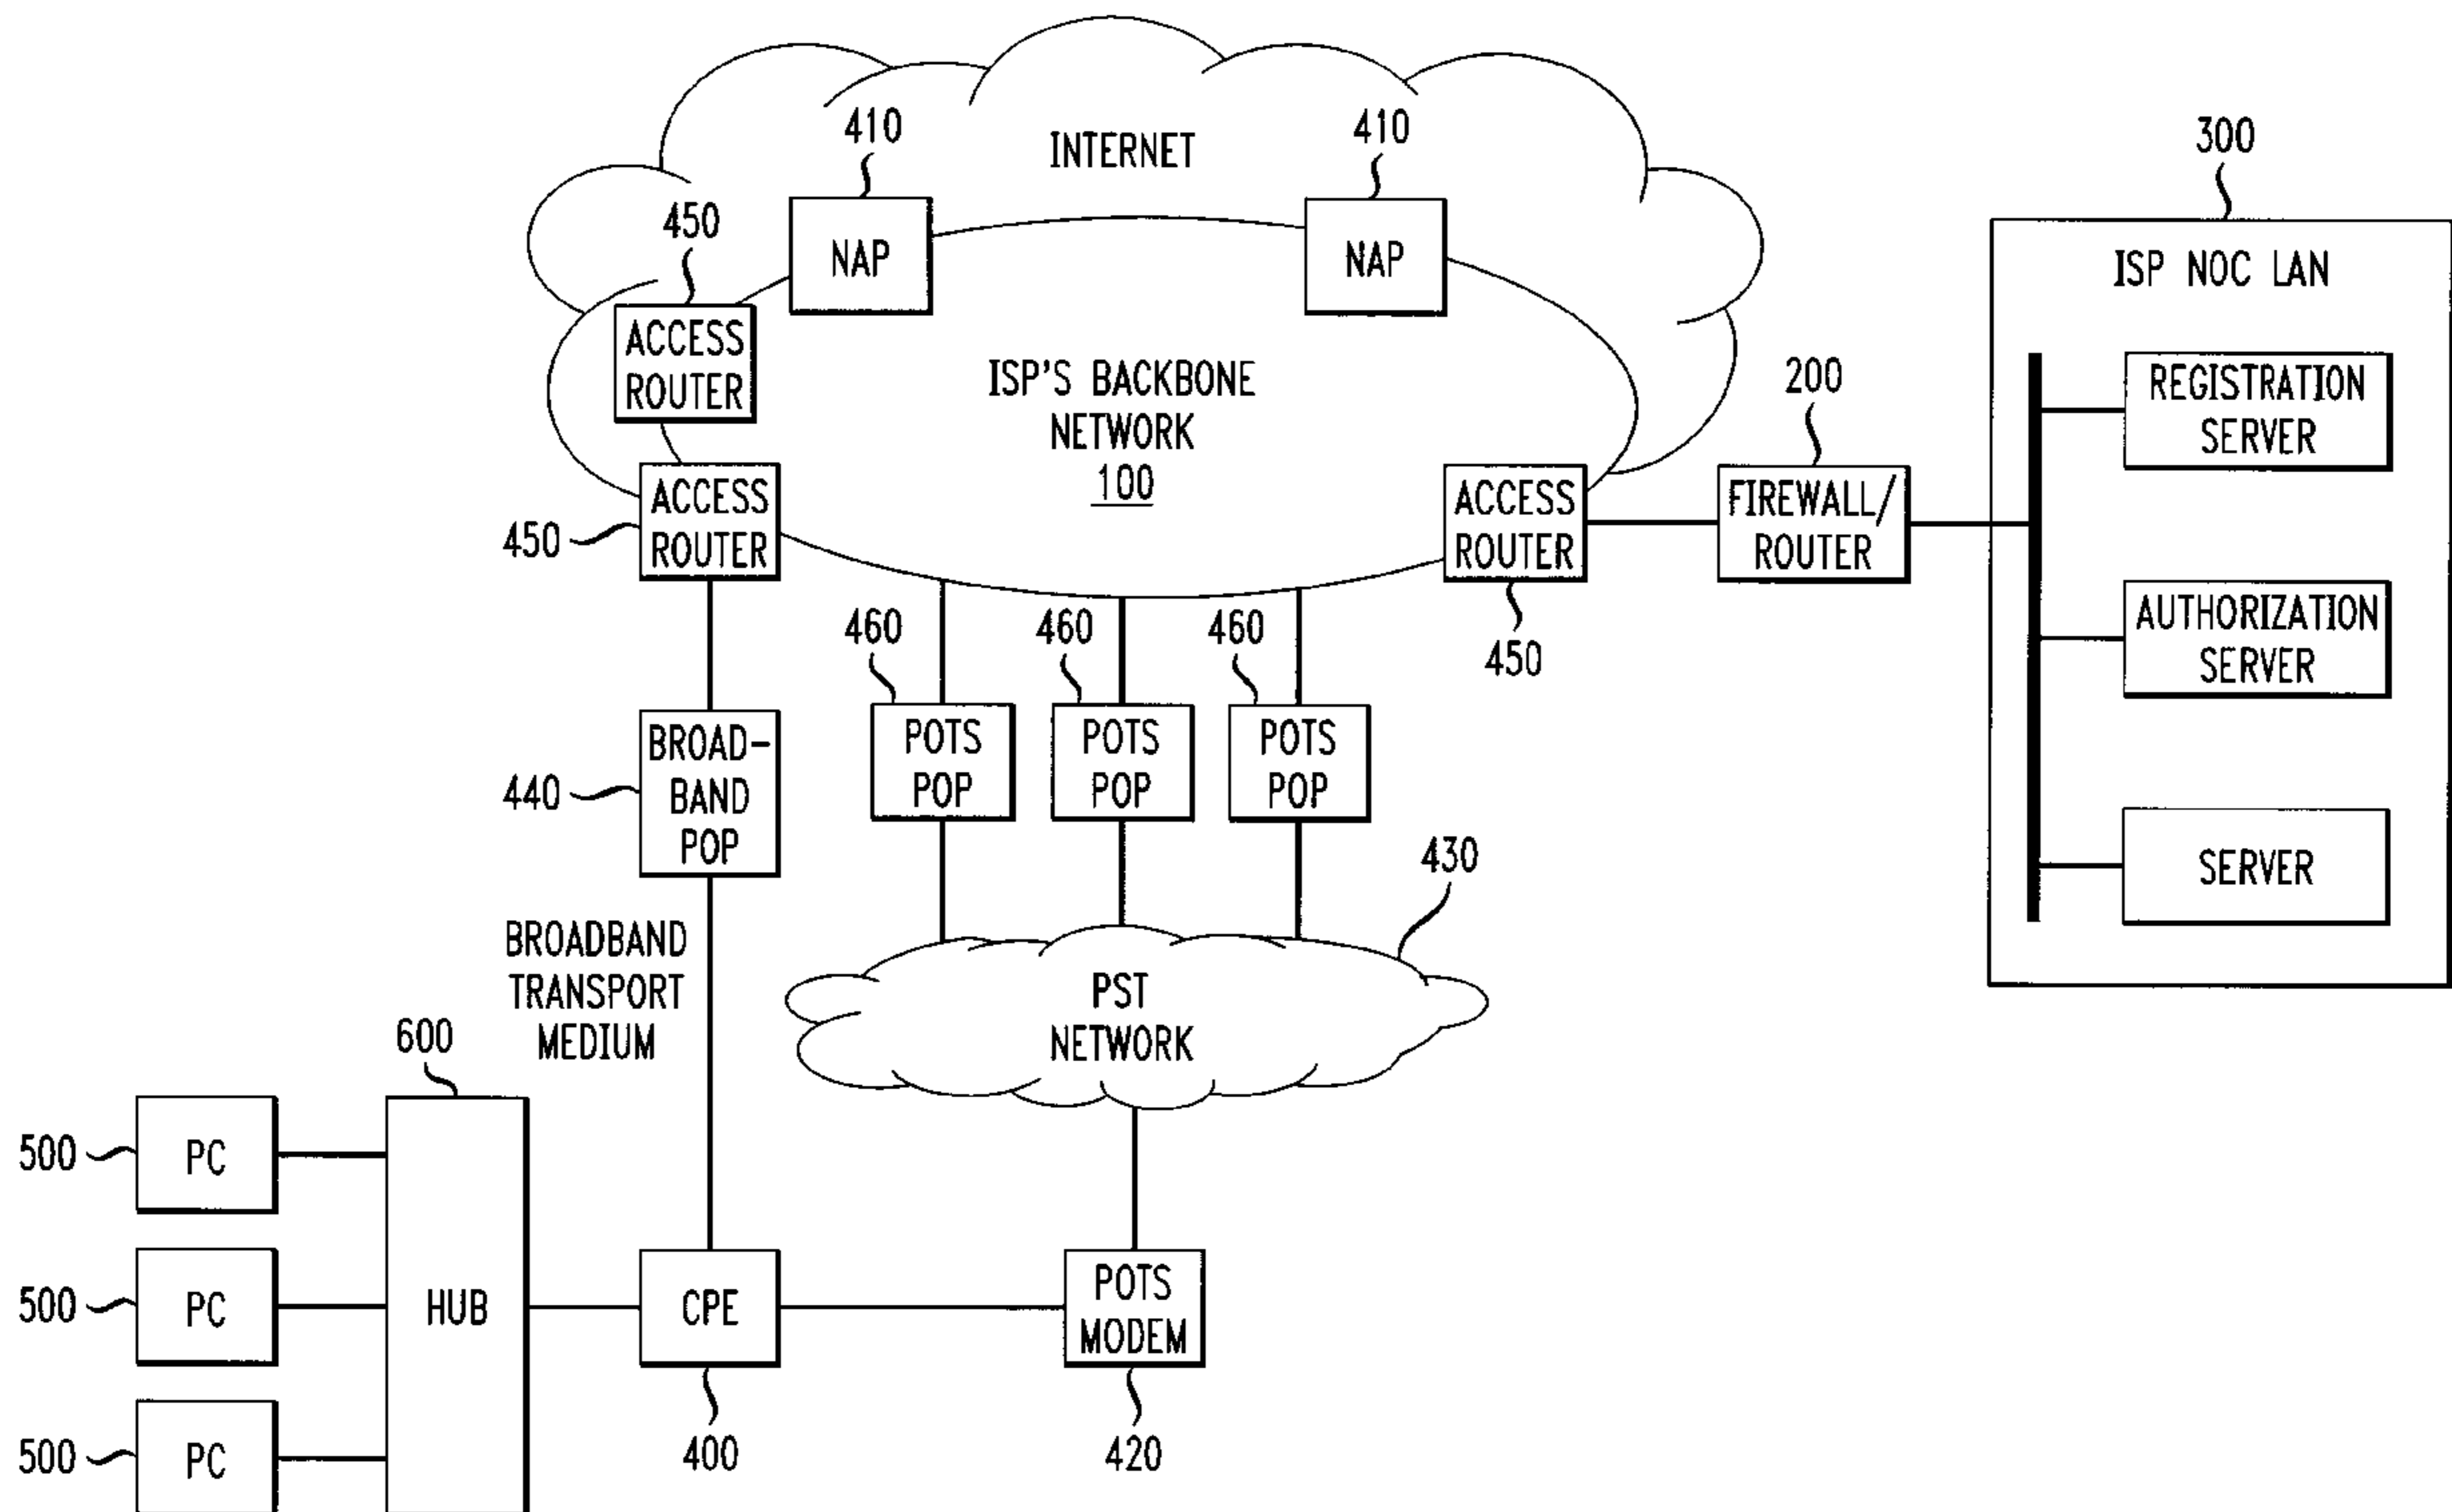 INTERNET
410
NAP
410
NAP
450
ACCESS
ROUTER
ISP'S BACKBONE
NETWORK
100
450
ACCESS
ROUTER
ACCESS
ROUTER
450
200
FIREWALL/
ROUTER
300
ISP NOC LAN
REGISTRATION
SERVER
AUTHORIZATION
SERVER
SERVER
440
BROAD-
BAND
POP
460
POTS
POP
460
POTS
POP
460
POTS
POP
430
PST
NETWORK
BROADBAND
TRANSPORT
MEDIUM
600
HUB
500
PC
500
PC
500
PC
CPE
400
POTS
MODEM
420